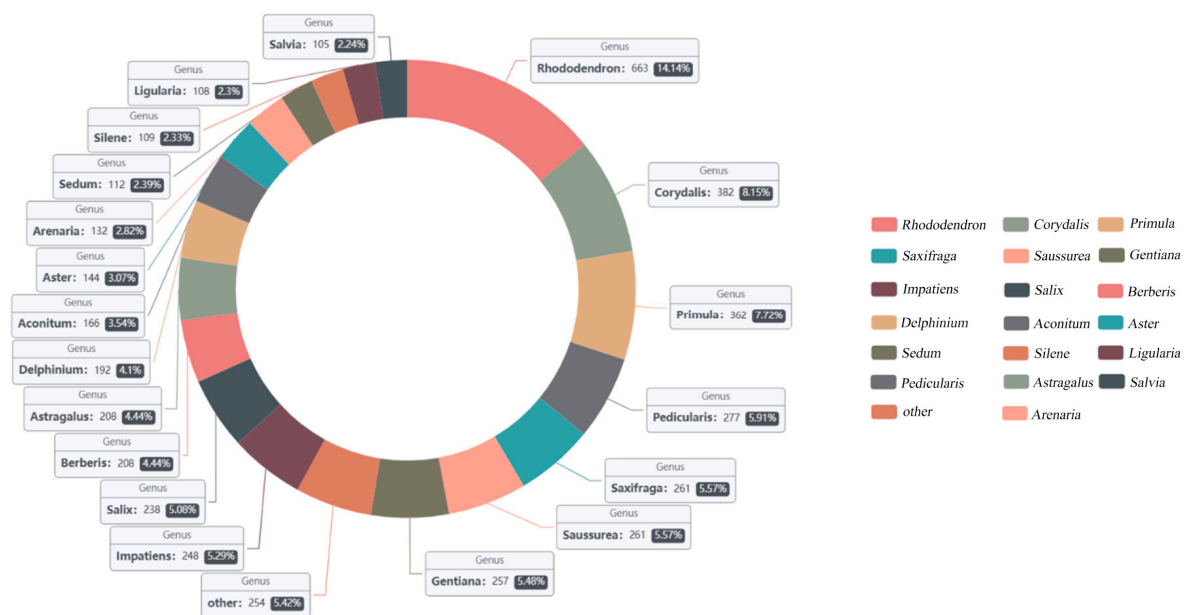 Genus
Salvia: 105 2.24%
Genus
Rhododendron: 663 14.14%
Genus
Ligularia: 108 2.3%
Genus
Silene: 109 2.33%
Genus
Sedum: 112 2.39%
Genus
Corydalis: 382 8.15%
Genus
Arenaria: 132 2.82%
Genus
Aster: 144 3.07%
Genus
Aconitum: 166 3.54%
Genus
Primula: 362 7.72%
Genus
Delphinium: 192 4.1%
Genus
Astragalus: 208 4.44%
Genus
Pedicularis: 277 5.91%
Genus
Berberis: 208 4.44%
Genus
Saxifraga: 261 5.57%
Genus
Salix: 238 5.08%
Genus
Saussurea: 261 5.57%
Genus
Impatiens: 248 5.29%
Genus
Gentiana: 257 5.48%
Genus
other: 254 5.42%
Rhododendron Corydalis Primula
Saxifraga Saussurea Gentiana
Impatiens Salix Berberis
Delphinium Aconitum Aster
Sedum Silene Ligularia
Pedicularis Astragalus Salvia
other Arenaria